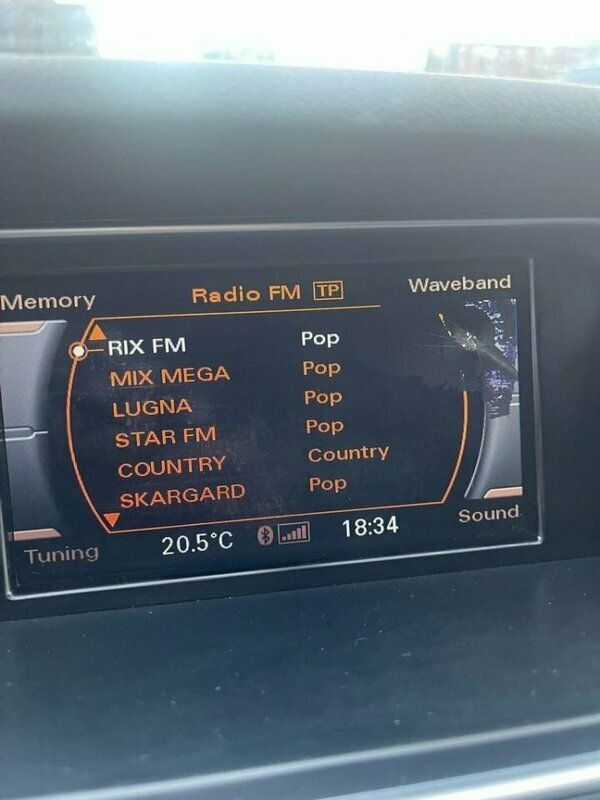 Memory Radio FM TP Waveband
RIX FM Pop
MIX MEGA Pop
LUGNA Pop
STAR FM Pop
COUNTRY Country
SKARGARD Pop
Tuning 20.5°C 18:34 Sound